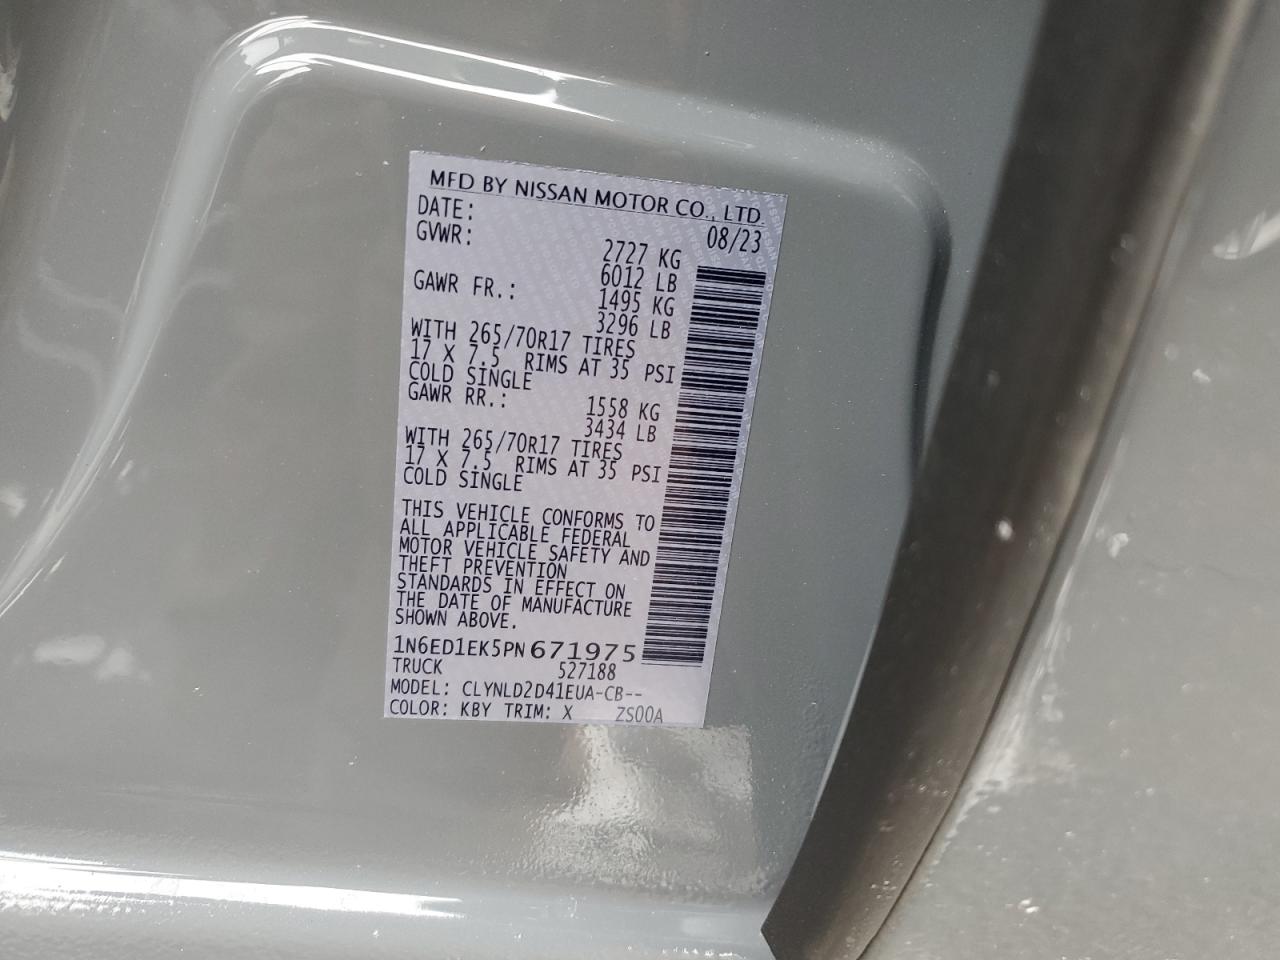 MFD BY NISSAN MOTOR CO., LTD.
DATE: 08/23
GVWR: 2727 KG
6012 LB
GAWR FR.: 1495 KG
3296 LB
WITH 265/70R17 TIRES
17 X 7.5 RIMS AT 35 PSI
COLD SINGLE
GAWR RR.: 1558 KG
3434 LB
WITH 265/70R17 TIRES
17 X 7.5 RIMS AT 35 PSI
COLD SINGLE
THIS VEHICLE CONFORMS TO
ALL APPLICABLE FEDERAL
MOTOR VEHICLE SAFETY AND
THEFT PREVENTION
STANDARDS IN EFFECT ON
THE DATE OF MANUFACTURE
SHOWN ABOVE.
1N6ED1EK5PN671975
TRUCK 527188
MODEL: CLYNLD2D41EUA-CB--
COLOR: KBY TRIM: X ZS00A